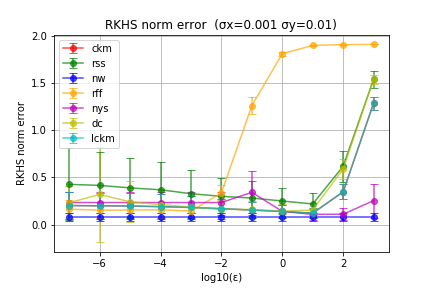 RKHS norm error (σx=0.001 σy=0.01)
2.0
1.5
1.0
0.5
0.0
RKHS norm error
ckm
rss
nw
rff
nys
dc
lckm
−6
−4
−2
0
2
log10(ε)